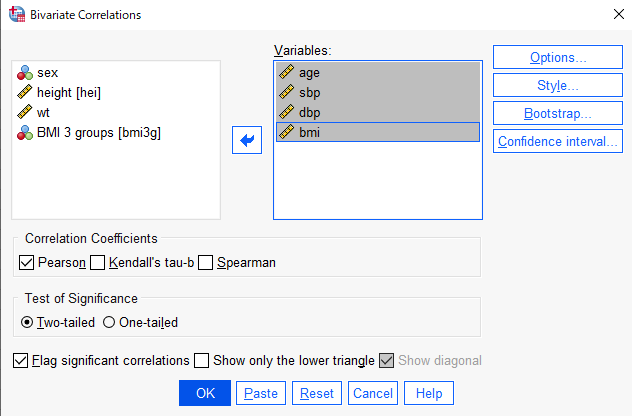 Bivariate Correlations
Variables:
sex
height [hei]
wt
BMI 3 groups [bmi3g]
age
sbp
dbp
bmi
Options...
Style...
Bootstrap...
Confidence interval...
Correlation Coefficients
Pearson Kendall's tau-b Spearman
Test of Significance
Two-tailed One-tailed
Flag significant correlations Show only the lower triangle Show diagonal
OK Paste Reset Cancel Help